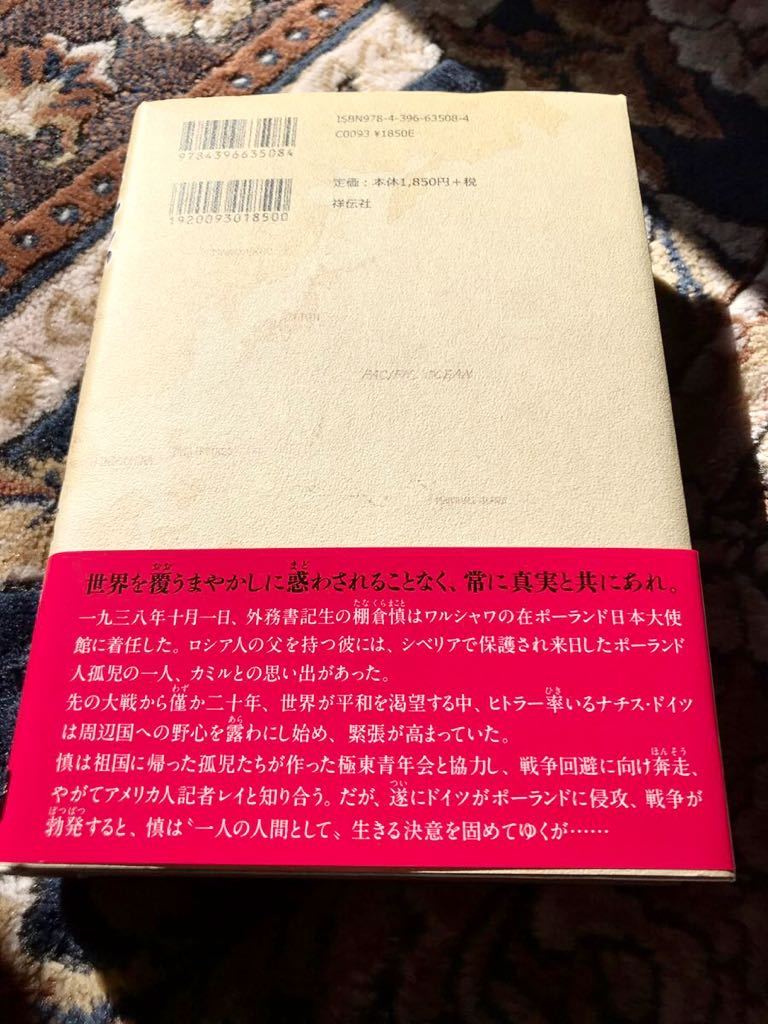 ISBN978-4-396-63508-4
C0093 ¥1850E
9784396635084
定価：本体1,850円＋税
祥伝社
1920093018500
PACIFIC OCEAN
世界を覆うまやかしに惑わされることなく、常に真実と共にあれ。
一九三八年十月一日、外務書記生の棚倉慎はワルシャワの在ポーランド日本大使
館に着任した。ロシア人の父を持つ彼には、シベリアで保護され来日したポーランド
人孤児の一人、カミルとの思い出があった。
先の大戦から僅か二十年、世界が平和を渇望する中、ヒトラー率いるナチス・ドイツ
は周辺国への野心を露わにし始め、緊張が高まっていた。
慎は祖国に帰った孤児たちが作った極東青年会と協力し、戦争回避に向け奔走、
やがてアメリカ人記者レイと知り合う。だが、遂にドイツがポーランドに侵攻、戦争が
勃発すると、慎は〝一人の人間として〟生きる決意を固めてゆくが……